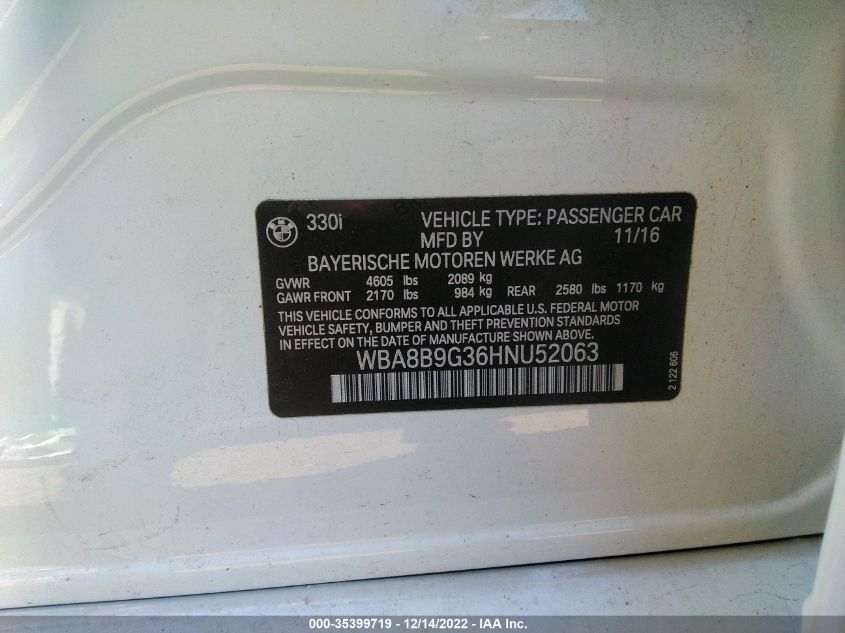 BMW
330i VEHICLE TYPE: PASSENGER CAR
MFD BY 11/16
BAYERISCHE MOTOREN WERKE AG
GVWR 4605 lbs 2089 kg
GAWR FRONT 2170 lbs 984 kg REAR 2580 lbs 1170 kg
THIS VEHICLE CONFORMS TO ALL APPLICABLE U.S. FEDERAL MOTOR
VEHICLE SAFETY, BUMPER AND THEFT PREVENTION STANDARDS
IN EFFECT ON THE DATE OF MANUFACTURE SHOWN ABOVE.
WBA8B9G36HNU52063
2 122 606
000-35399719 - 12/14/2022 - IAA Inc.